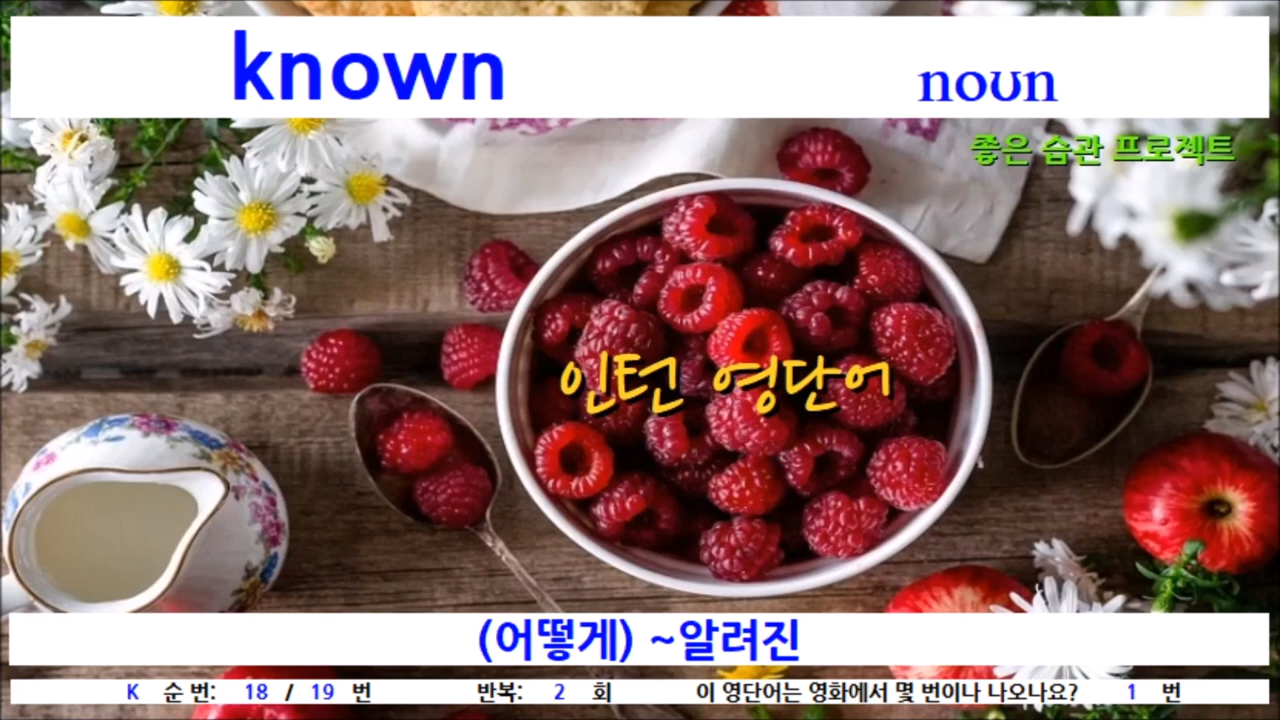 known noʊn
좋은 습관 프로젝트
인턴 영단어
(어떻게) ~알려진
K 순 번: 18 / 19 번 반복: 2 회 이 영단어는 영화에서 몇 번이나 나오나요? 1 번